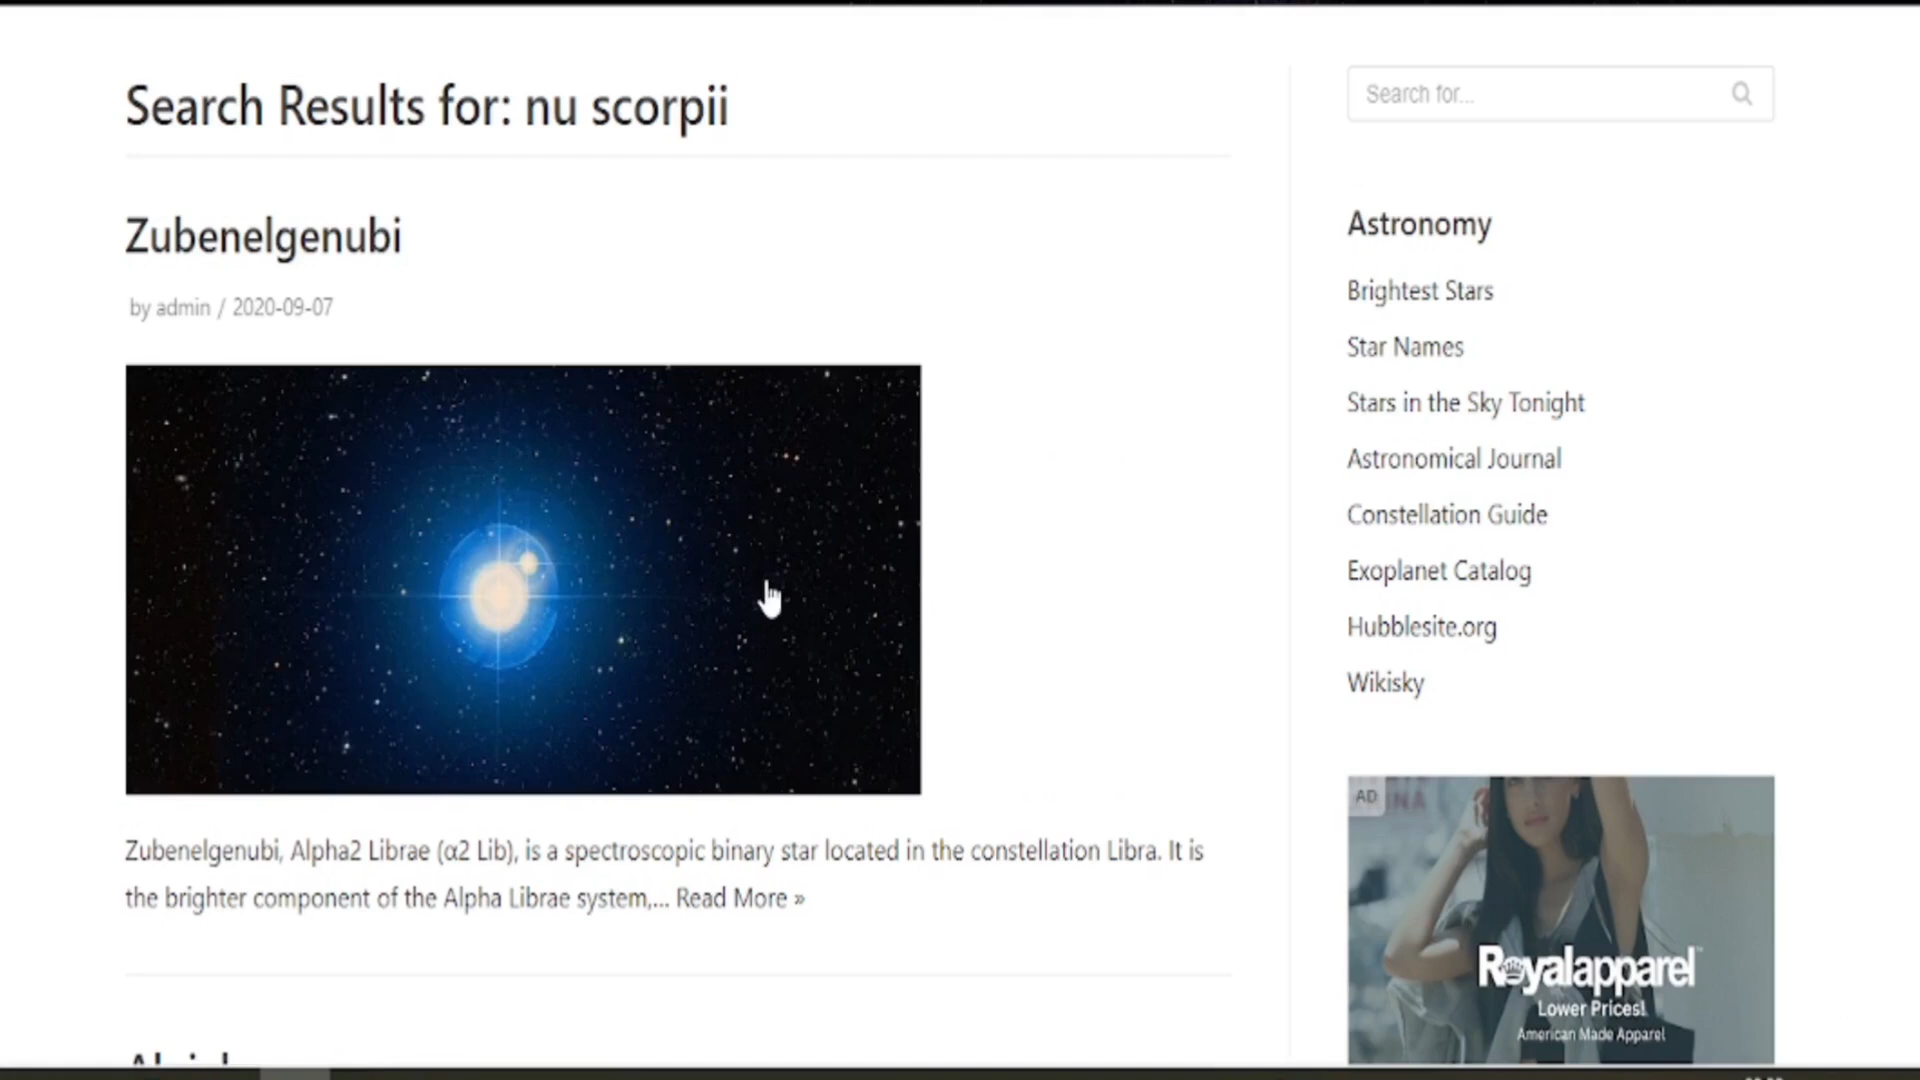 Search Results for: nu scorpii
Zubenelgenubi
by admin / 2020-09-07
Zubenelgenubi, Alpha2 Librae (α2 Lib), is a spectroscopic binary star located in the constellation Libra. It is
the brighter component of the Alpha Librae system,... Read More »
Search for...
Astronomy
Brightest Stars
Star Names
Stars in the Sky Tonight
Astronomical Journal
Constellation Guide
Exoplanet Catalog
Hubblesite.org
Wikisky
AD
Royalapparel
Lower Prices!
American Made Apparel